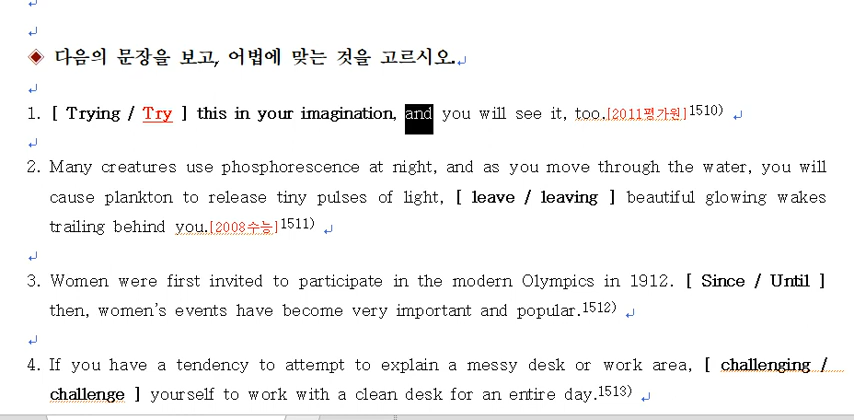 ◈ 다음의 문장을 보고, 어법에 맞는 것을 고르시오.
1. [ Trying / Try ] this in your imagination, and you will see it, too.[2011평가원]1510)
2. Many creatures use phosphorescence at night, and as you move through the water, you will
cause plankton to release tiny pulses of light, [ leave / leaving ] beautiful glowing wakes
trailing behind you.[2008수능]1511)
3. Women were first invited to participate in the modern Olympics in 1912. [ Since / Until ]
then, women's events have become very important and popular.1512)
4. If you have a tendency to attempt to explain a messy desk or work area, [ challenging /
challenge ] yourself to work with a clean desk for an entire day.1513)